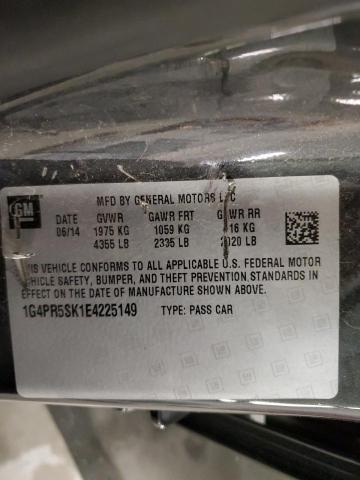 GM
MFD BY GENERAL MOTORS LLC
DATE GVWR GAWR FRT GAWR RR
06/14 1975 KG 1059 KG 916 KG
4355 LB 2335 LB 2020 LB
THIS VEHICLE CONFORMS TO ALL APPLICABLE U.S. FEDERAL MOTOR
VEHICLE SAFETY, BUMPER, AND THEFT PREVENTION STANDARDS IN
EFFECT ON THE DATE OF MANUFACTURE SHOWN ABOVE.
1G4PR5SK1E4225149 TYPE: PASS CAR